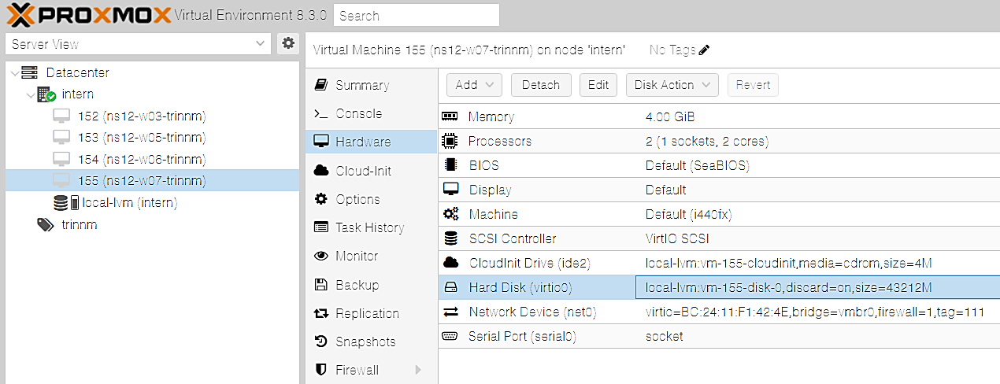 PROXMOX Virtual Environment 8.3.0 Search
Server View
Virtual Machine 155 (ns12-w07-trinnm) on node 'intern' No Tags
Datacenter
intern
152 (ns12-w03-trinnm)
153 (ns12-w05-trinnm)
154 (ns12-w06-trinnm)
155 (ns12-w07-trinnm)
local-lvm (intern)
trinnm
Summary
Console
Hardware
Cloud-Init
Options
Task History
Monitor
Backup
Replication
Snapshots
Firewall
Add Detach Edit Disk Action Revert
Memory 4.00 GiB
Processors 2 (1 sockets, 2 cores)
BIOS Default (SeaBIOS)
Display Default
Machine Default (i440fx)
SCSI Controller VirtIO SCSI
CloudInit Drive (ide2) local-lvm:vm-155-cloudinit,media=cdrom,size=4M
Hard Disk (virtio0) local-lvm:vm-155-disk-0,discard=on,size=43212M
Network Device (net0) virtio=BC:24:11:F1:42:4E,bridge=vmbr0,firewall=1,tag=111
Serial Port (serial0) socket